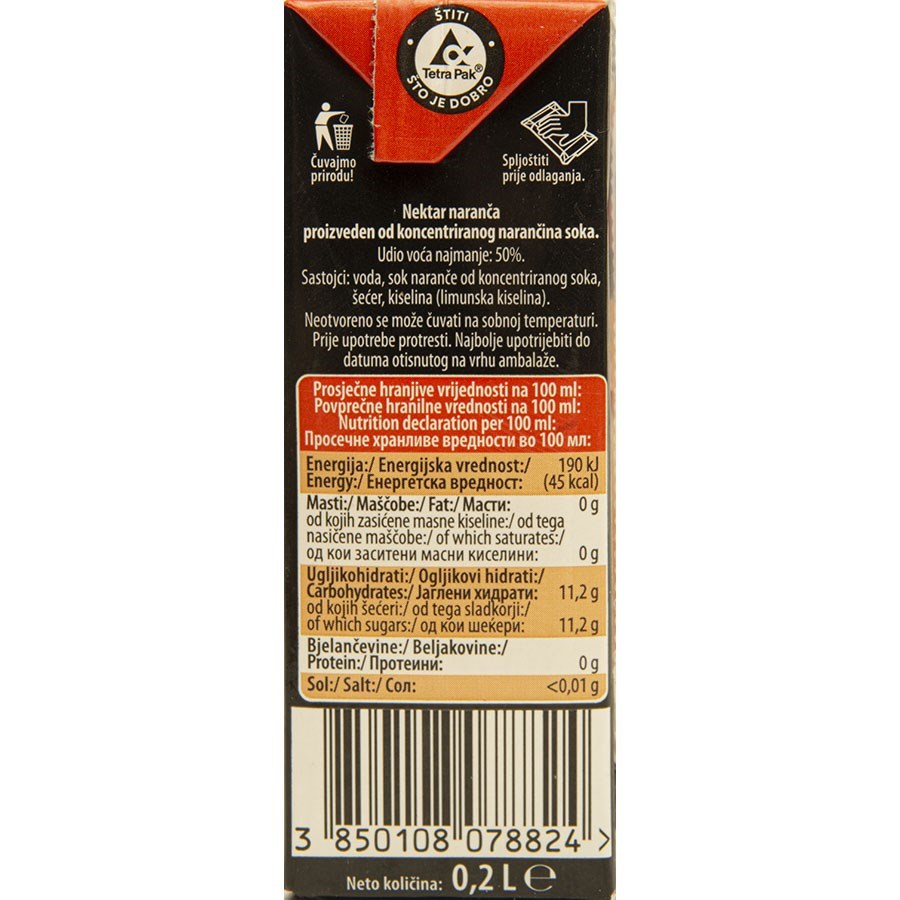 ŠTITI
Tetra Pak®
ŠTO JE DOBRO
Čuvajmo
prirodu!
Spljoštiti
prije odlaganja.
Nektar naranča
proizveden od koncentriranog narančina soka.
Udio voća najmanje: 50%.
Sastojci: voda, sok naranče od koncentriranog soka,
šećer, kiselina (limunska kiselina).
Neotvoreno se može čuvati na sobnoj temperaturi.
Prije upotrebe protresti. Najbolje upotrijebiti do
datuma otisnutog na vrhu ambalaže.
Prosječne hranjive vrijednosti na 100 ml:
Povprečne hranilne vrednosti na 100 ml:
Nutrition declaration per 100 ml:
Просечне хранливе вредности во 100 мл:
Energija:/ Energijska vrednost:/ 190 kJ
Energy:/ Енергетска вредност: (45 kcal)
Masti:/ Maščobe:/ Fat:/ Масти: 0 g
od kojih zasićene masne kiseline:/ od tega
nasičene maščobe:/ of which saturates:/
од кои заситени масни киселини: 0 g
Ugljikohidrati:/ Ogljikovi hidrati:/
Carbohydrates:/ Јаглени хидрати: 11,2 g
od kojih šećeri:/ od tega sladkorji:/
of which sugars:/ од кои шеќери: 11,2 g
Bjelančevine:/ Beljakovine:/
Protein:/ Протеини: 0 g
Sol:/ Salt:/ Сол: <0,01 g
3 850108 078824 >
Neto količina: 0,2 L ℮